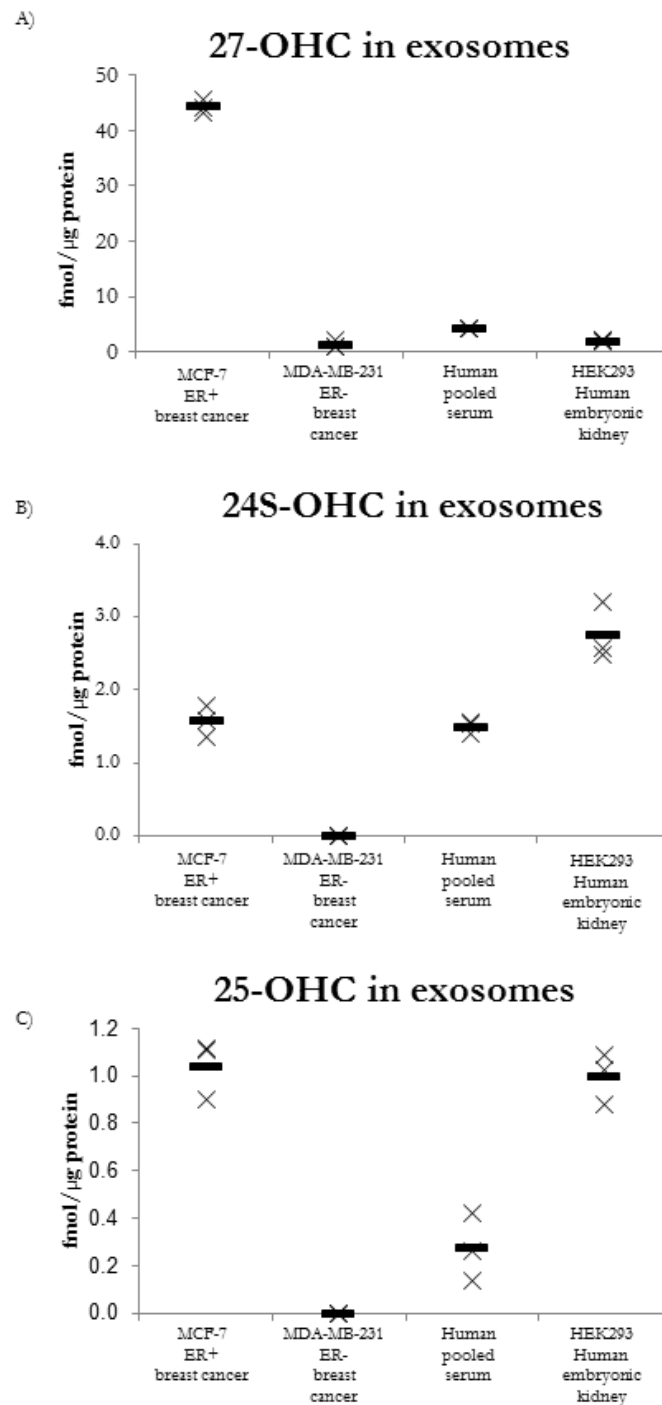 A)
27-OHC in exosomes
fmol/μg protein
50
40
30
20
10
0
MCF-7
ER+
breast cancer
MDA-MB-231
ER-
breast
cancer
Human
pooled
serum
HEK293
Human
embryonic
kidney
B)
24S-OHC in exosomes
fmol/μg protein
4.0
3.0
2.0
1.0
0.0
MCF-7
ER+
breast cancer
MDA-MB-231
ER-
breast
cancer
Human
pooled
serum
HEK293
Human
embryonic
kidney
C)
25-OHC in exosomes
fmol/μg protein
1.2
1.0
0.8
0.6
0.4
0.2
0.0
MCF-7
ER+
breast cancer
MDA-MB-231
ER-
breast
cancer
Human
pooled
serum
HEK293
Human
embryonic
kidney